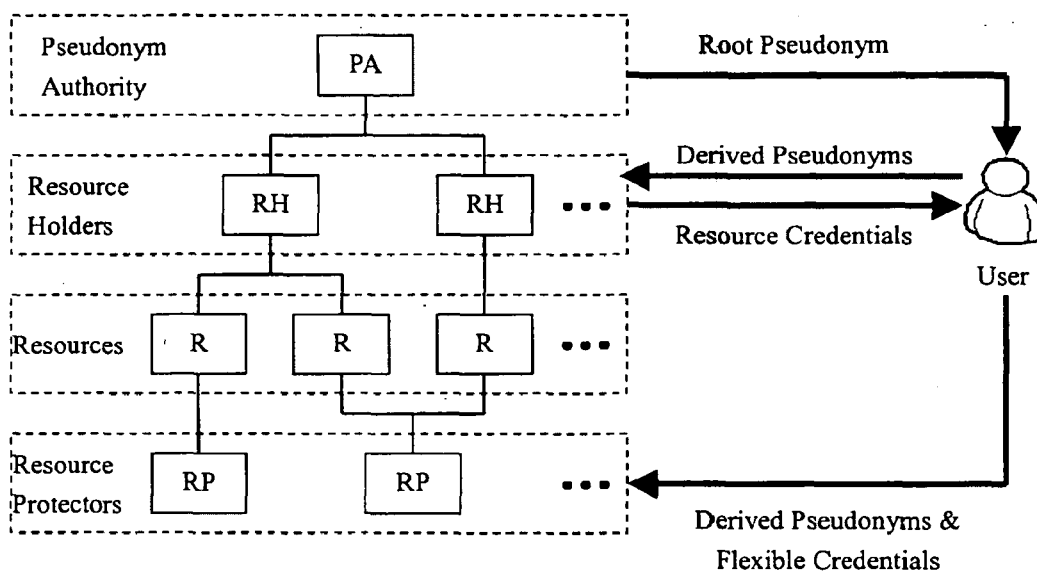 Pseudonym
Authority
PA
Root Pseudonym
Resource
Holders
RH
RH
Derived Pseudonyms
Resource Credentials
User
Resources
R
R
R
Resource
Protectors
RP
RP
Derived Pseudonyms &
Flexible Credentials